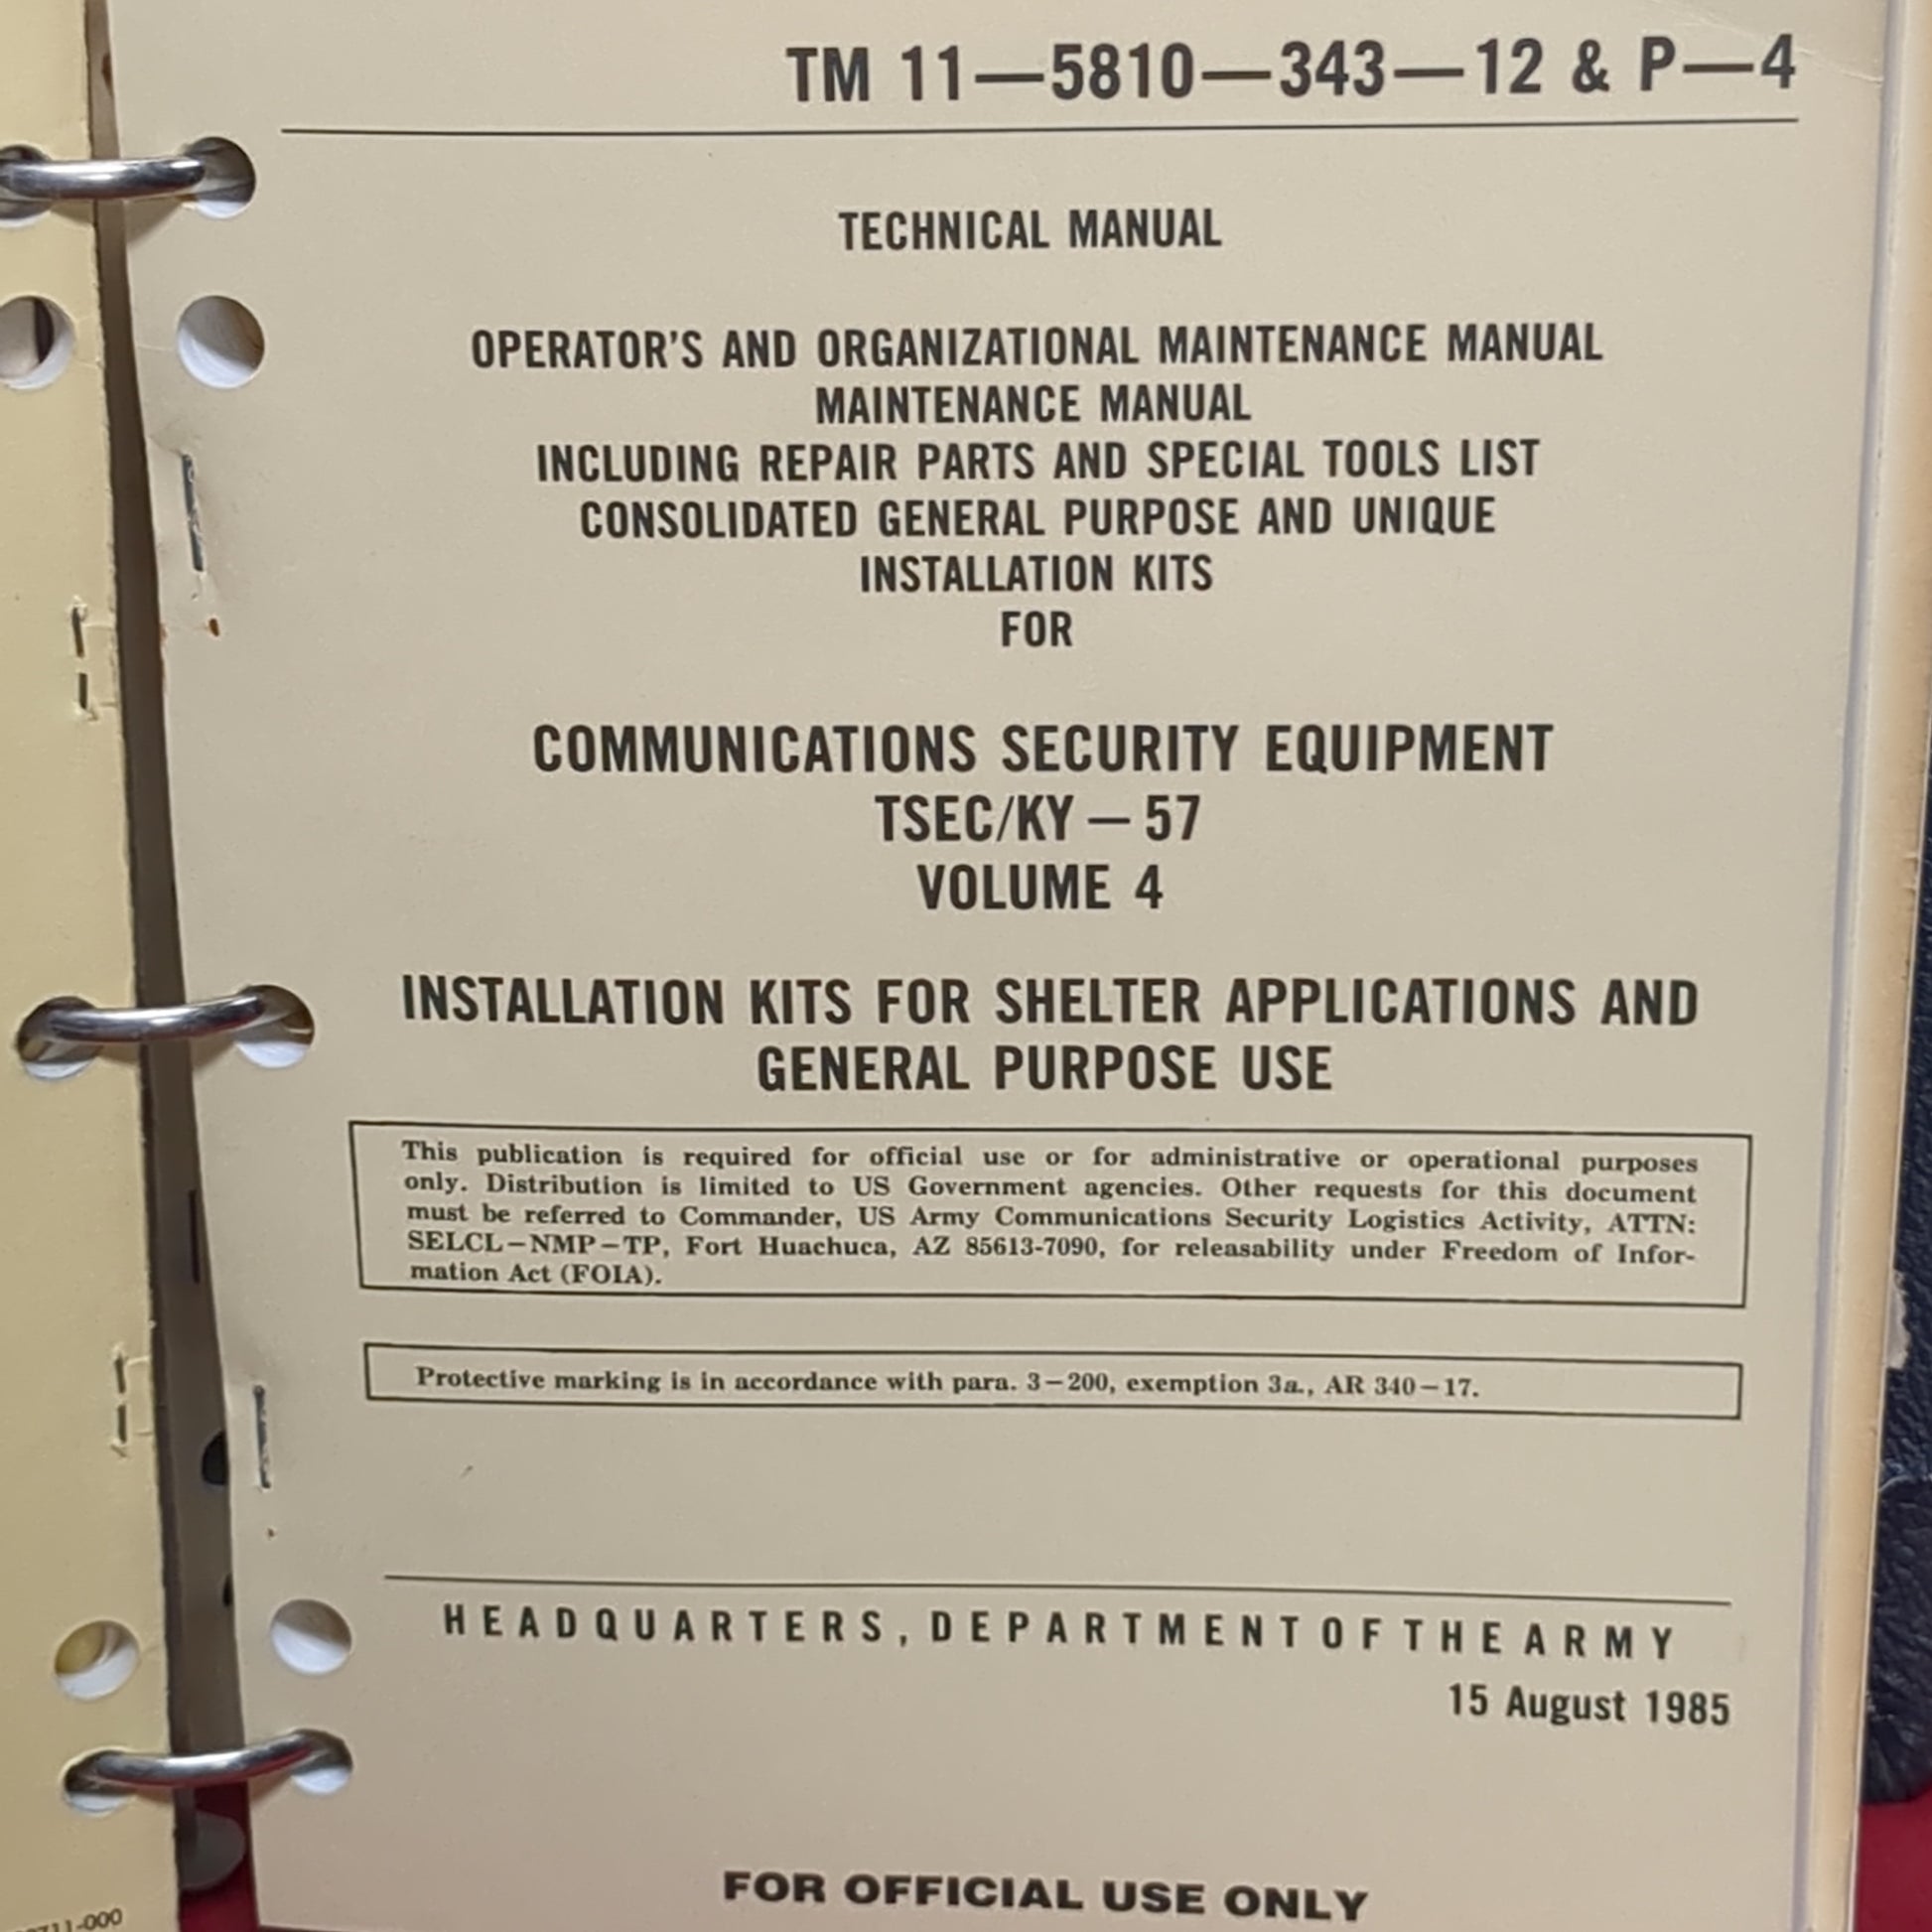 TM 11—5810—343—12 & P—4
TECHNICAL MANUAL
OPERATOR'S AND ORGANIZATIONAL MAINTENANCE MANUAL
MAINTENANCE MANUAL
INCLUDING REPAIR PARTS AND SPECIAL TOOLS LIST
CONSOLIDATED GENERAL PURPOSE AND UNIQUE
INSTALLATION KITS
FOR
COMMUNICATIONS SECURITY EQUIPMENT
TSEC/KY — 57
VOLUME 4
INSTALLATION KITS FOR SHELTER APPLICATIONS AND
GENERAL PURPOSE USE
This publication is required for official use or for administrative or operational purposes
only. Distribution is limited to US Government agencies. Other requests for this document
must be referred to Commander, US Army Communications Security Logistics Activity, ATTN:
SELCL—NMP—TP, Fort Huachuca, AZ 85613-7090, for releasability under Freedom of Infor-
mation Act (FOIA).
Protective marking is in accordance with para. 3—200, exemption 3a., AR 340—17.
HEADQUARTERS, DEPARTMENT OF THE ARMY
15 August 1985
FOR OFFICIAL USE ONLY